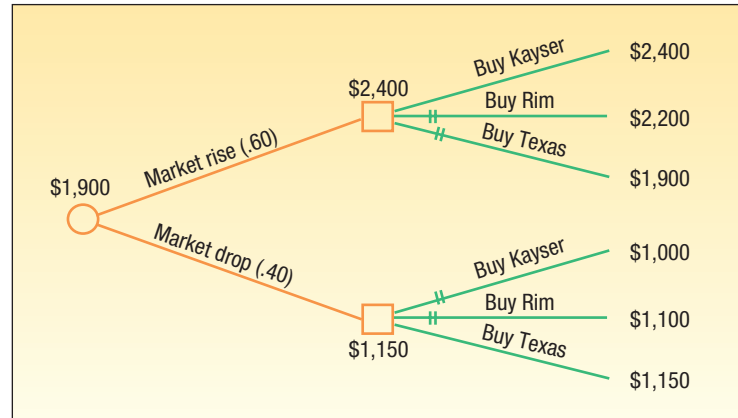 Buy Kayser
$2,400
$2,400
Buy Rim
$2,200
Buy Texas
Market rise (.60)
$1,900
$1,900
Market drop (.40)
Buy Kayser
$1,000
Buy Rim
$1,100
Buy Texas
$1,150
$1,150